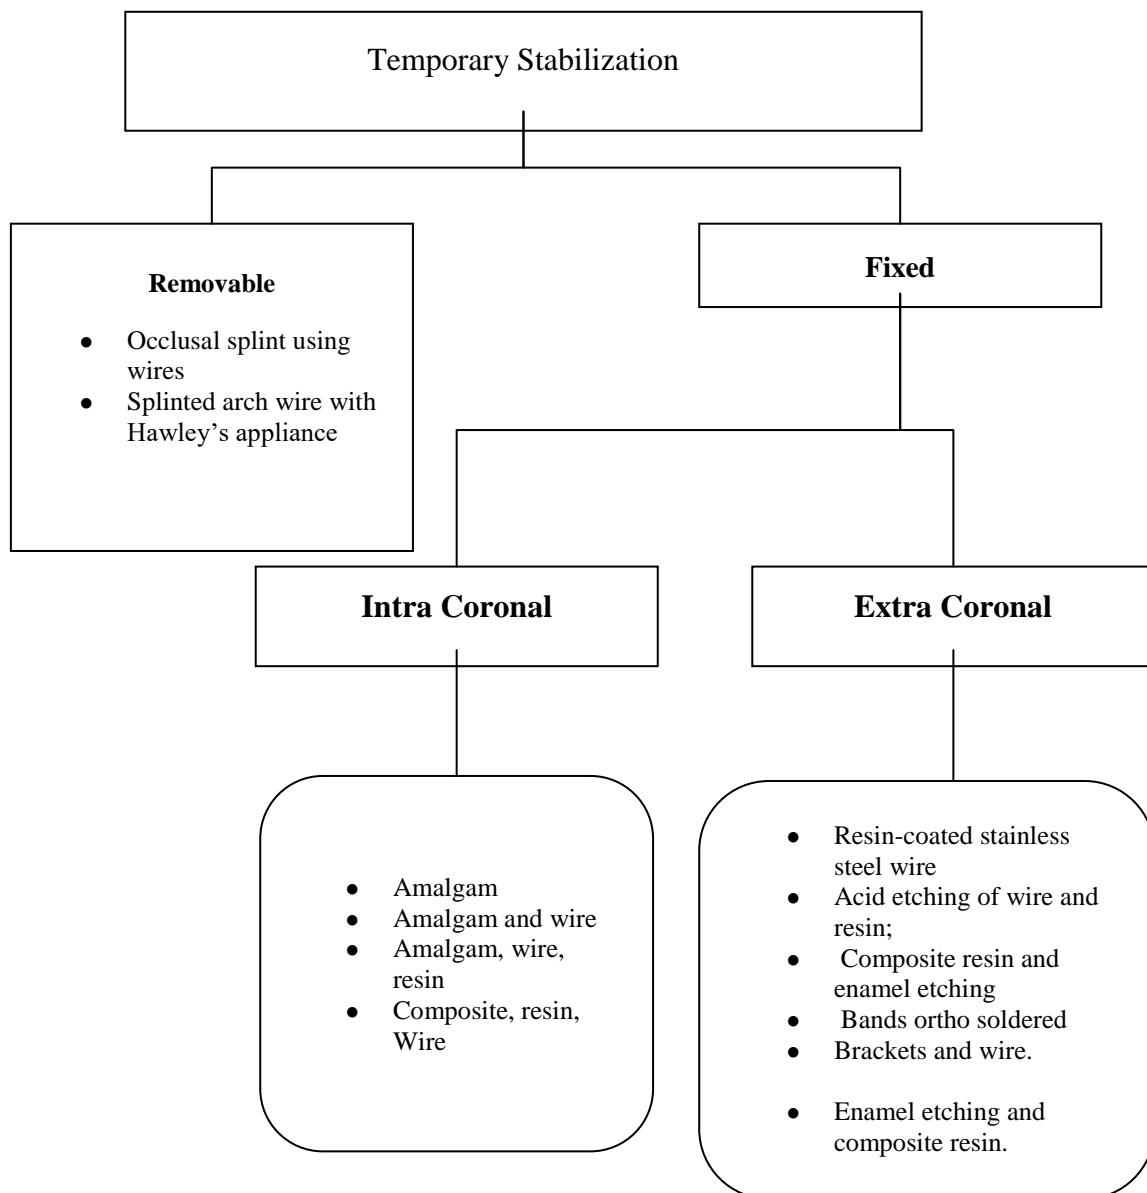 Temporary Stabilization
Removable
● Occlusal splint using
wires
● Splinted arch wire with
Hawley’s appliance
Fixed
Intra Coronal
Extra Coronal
● Amalgam
● Amalgam and wire
● Amalgam, wire,
resin
● Composite, resin,
Wire
● Resin-coated stainless
steel wire
● Acid etching of wire and
resin;
● Composite resin and
enamel etching
● Bands ortho soldered
● Brackets and wire.
● Enamel etching and
composite resin.